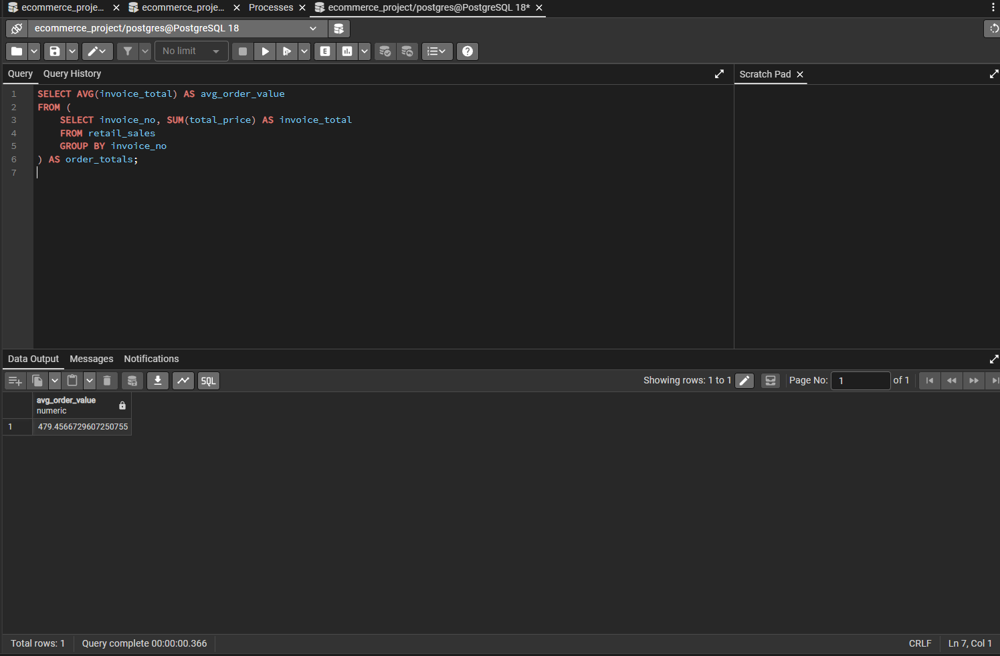 ecommerce_proje... ecommerce_proje... Processes ecommerce_project/postgres@PostgreSQL 18*
ecommerce_project/postgres@PostgreSQL 18
No limit E
Query Query History Scratch Pad
1 SELECT AVG(invoice_total) AS avg_order_value
2 FROM (
3 SELECT invoice_no, SUM(total_price) AS invoice_total
4 FROM retail_sales
5 GROUP BY invoice_no
6 ) AS order_totals;
7
Data Output Messages Notifications
SQL Showing rows: 1 to 1 Page No: 1 of 1
avg_order_value
numeric
1 479.4566729607250755
Total rows: 1 Query complete 00:00:00.366 CRLF Ln 7, Col 1